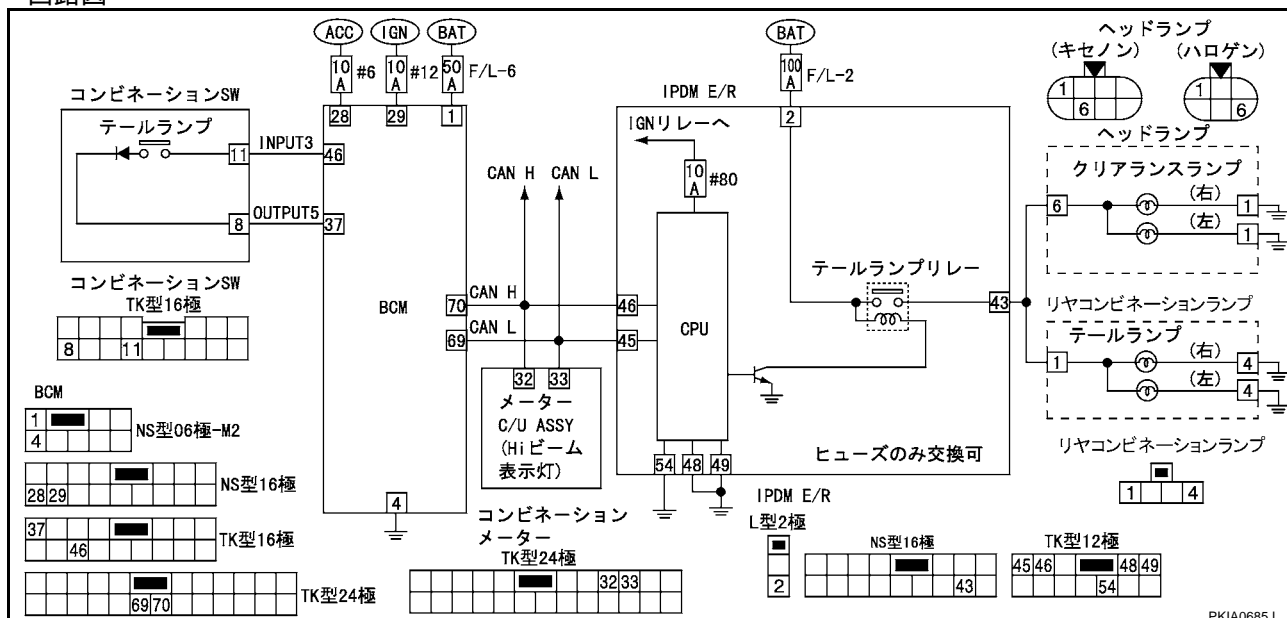 ACC IGN BAT BAT
10A #6 10A #12 50A F/L-6 100A F/L-2
28 29 1 2
コンビネーションSW
テールランプ
11 INPUT3 46
8 OUTPUT5 37
コンビネーションSW
TK型16極
8 11
BCM
70 CAN H
69 CAN L
4
CAN H CAN L
32 33
メーター
C/U ASSY
(Hiビーム
表示灯)
IPDM E/R
IGNリレーへ
10A #80
46
45
CPU
テールランプリレー
43
54 48 49
ヒューズのみ交換可
ヘッドランプ
(キセノン) (ハロゲン)
1 6 1 6
ヘッドランプ
クリアランスランプ
6 (右) 1
(左) 1
リヤコンビネーションランプ
テールランプ
1 (右) 4
(左) 4
リヤコンビネーションランプ
1 4
BCM
1 4 NS型06極-M2
28 29 NS型16極
37 46 TK型16極
69 70 TK型24極
コンビネーション
メーター
TK型24極
32 33
IPDM E/R
L型2極
2
NS型16極
43
TK型12極
45 46 48 49
54
PKIA0685J